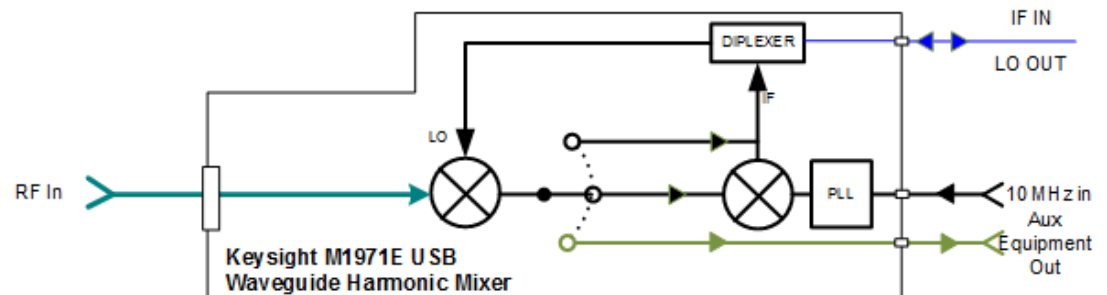 IF IN
DIPLEXER
LO OUT
IF
LO
RF In
PLL
10 MHz in
Aux
Equipment
Out
Keysight M1971E USB
Waveguide Harmonic Mixer